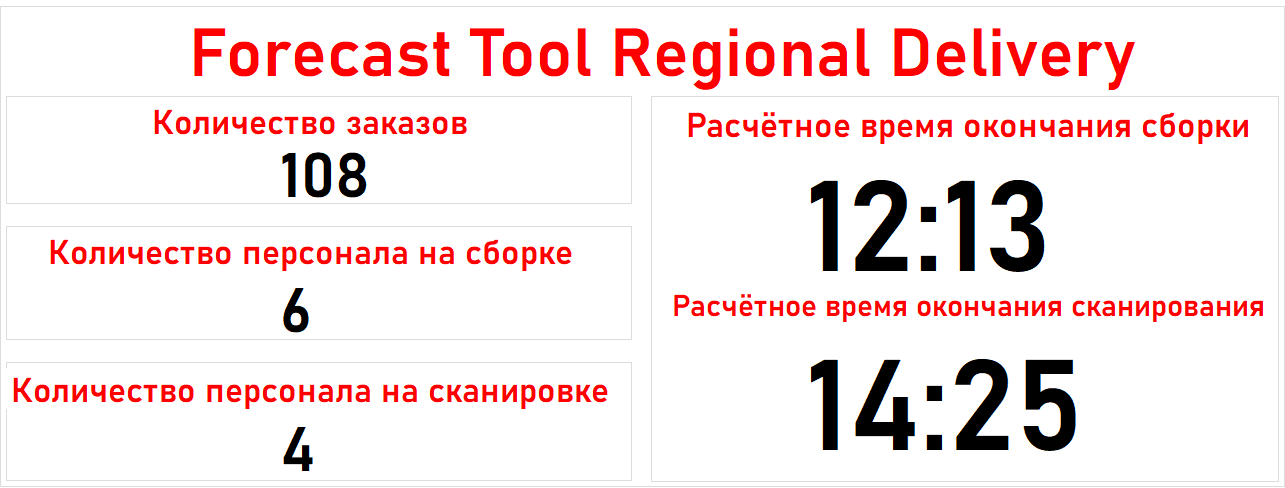 Forecast Tool Regional Delivery
Количество заказов
108
Количество персонала на сборке
6
Количество персонала на сканировке
4
Расчётное время окончания сборки
12:13
Расчётное время окончания сканирования
14:25